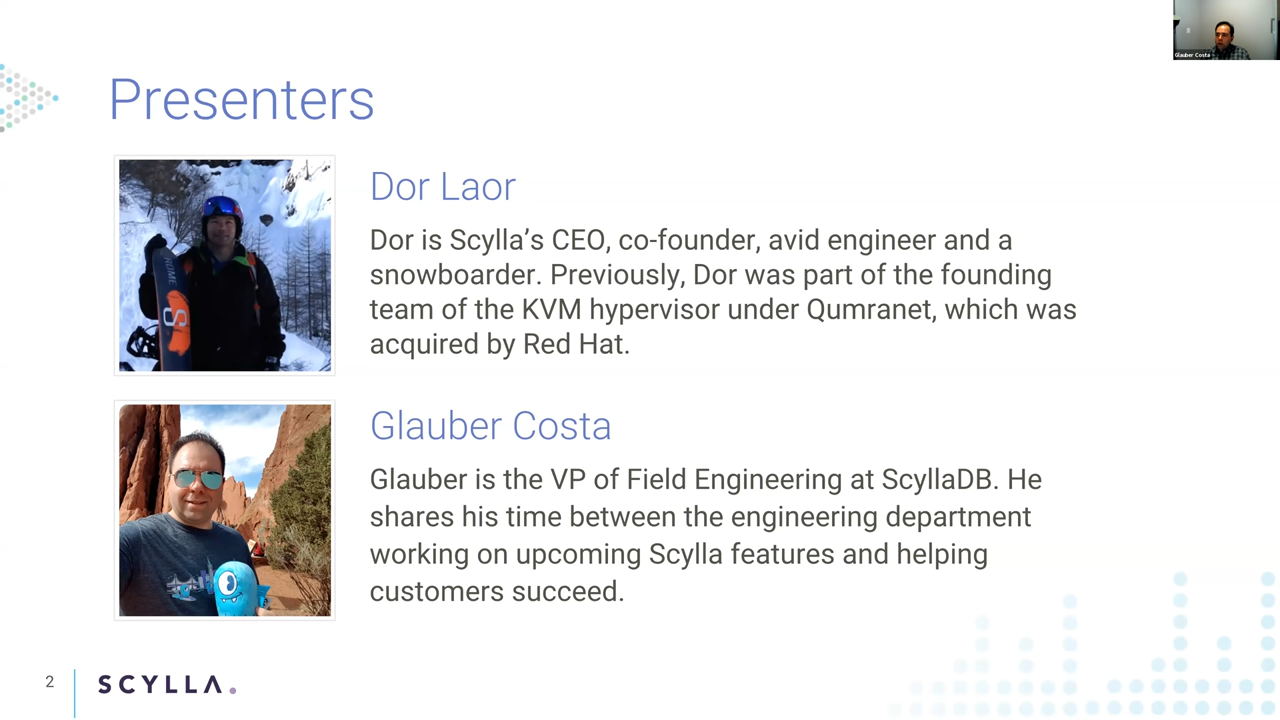 Glauber Costa
Presenters
Dor Laor
Dor is Scylla’s CEO, co-founder, avid engineer and a
snowboarder. Previously, Dor was part of the founding
team of the KVM hypervisor under Qumranet, which was
acquired by Red Hat.
Glauber Costa
Glauber is the VP of Field Engineering at ScyllaDB. He
shares his time between the engineering department
working on upcoming Scylla features and helping
customers succeed.
2
SCYLLA.